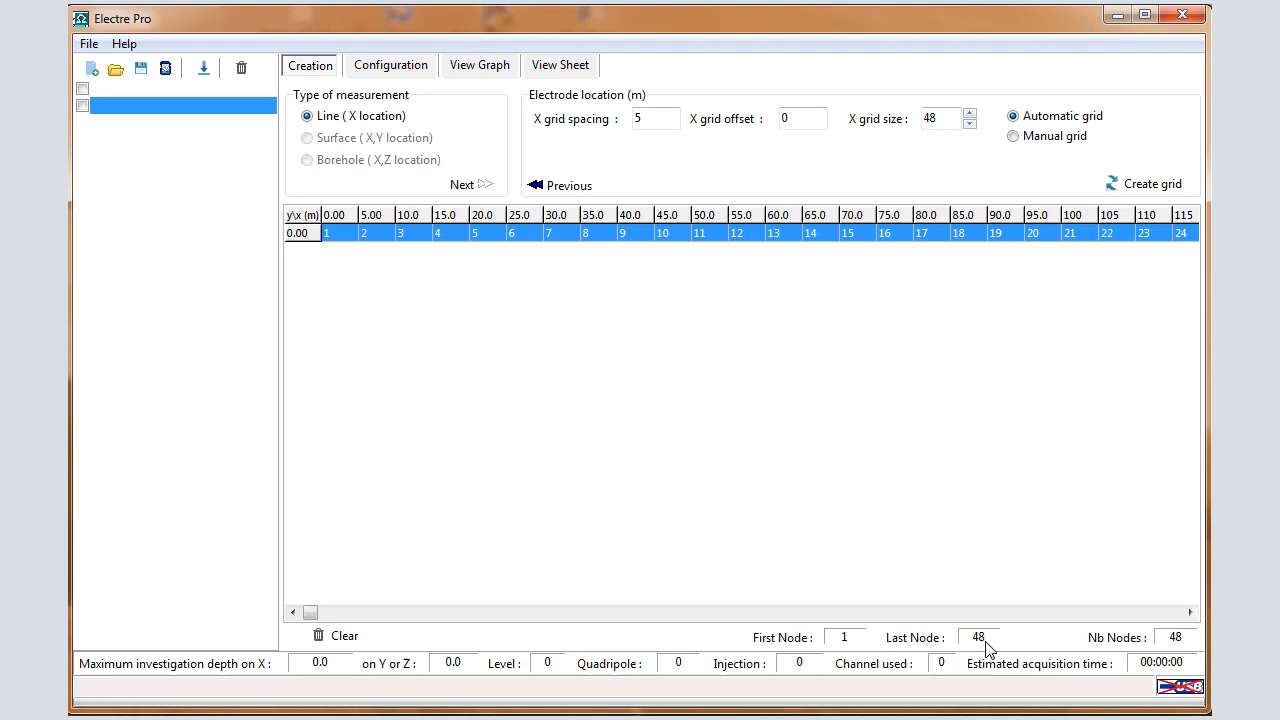 Electre Pro
File Help
Creation Configuration View Graph View Sheet
Type of measurement
Line ( X location)
Surface ( X,Y location)
Borehole ( X,Z location)
Next
Electrode location (m)
X grid spacing : 5 X grid offset : 0 X grid size : 48
Automatic grid
Manual grid
Previous
Create grid
y\x (m) 0.00 5.00 10.0 15.0 20.0 25.0 30.0 35.0 40.0 45.0 50.0 55.0 60.0 65.0 70.0 75.0 80.0 85.0 90.0 95.0 100 105 110 115
0.00 1 2 3 4 5 6 7 8 9 10 11 12 13 14 15 16 17 18 19 20 21 22 23 24
Clear First Node : 1 Last Node : 48 Nb Nodes : 48
Maximum investigation depth on X : 0.0 on Y or Z : 0.0 Level : 0 Quadripole : 0 Injection : 0 Channel used : 0 Estimated acquisition time : 00:00:00
USB